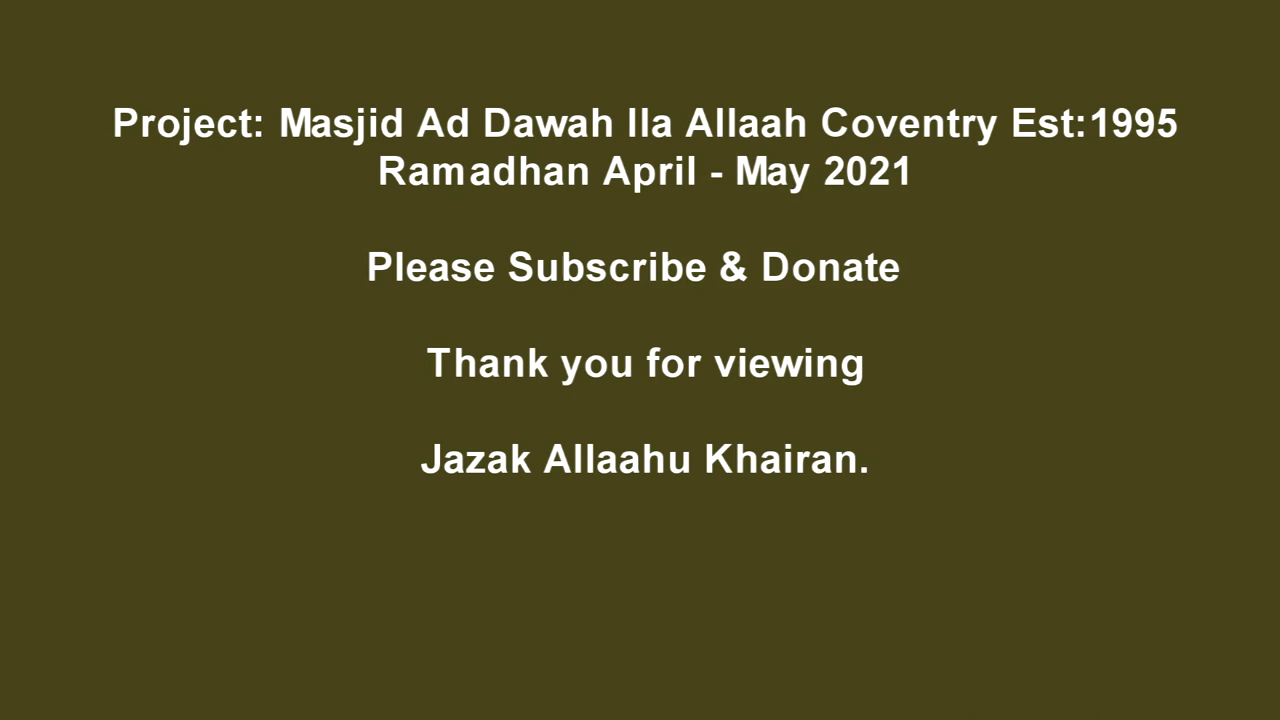 Project: Masjid Ad Dawah Ila Allaah Coventry Est:1995
Ramadhan April - May 2021
Please Subscribe & Donate
Thank you for viewing
Jazak Allaahu Khairan.